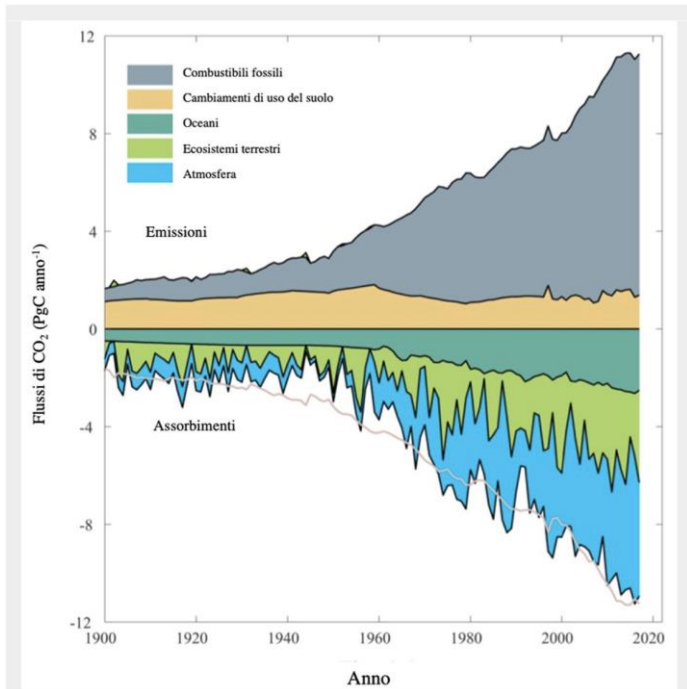 12
8
4
0
-4
-8
-12
Flussi di CO₂ (PgC anno⁻¹)
Combustibili fossili
Cambiamenti di uso del suolo
Oceani
Ecosistemi terrestri
Atmosfera
Emissioni
Assorbimenti
1900 1920 1940 1960 1980 2000 2020
Anno